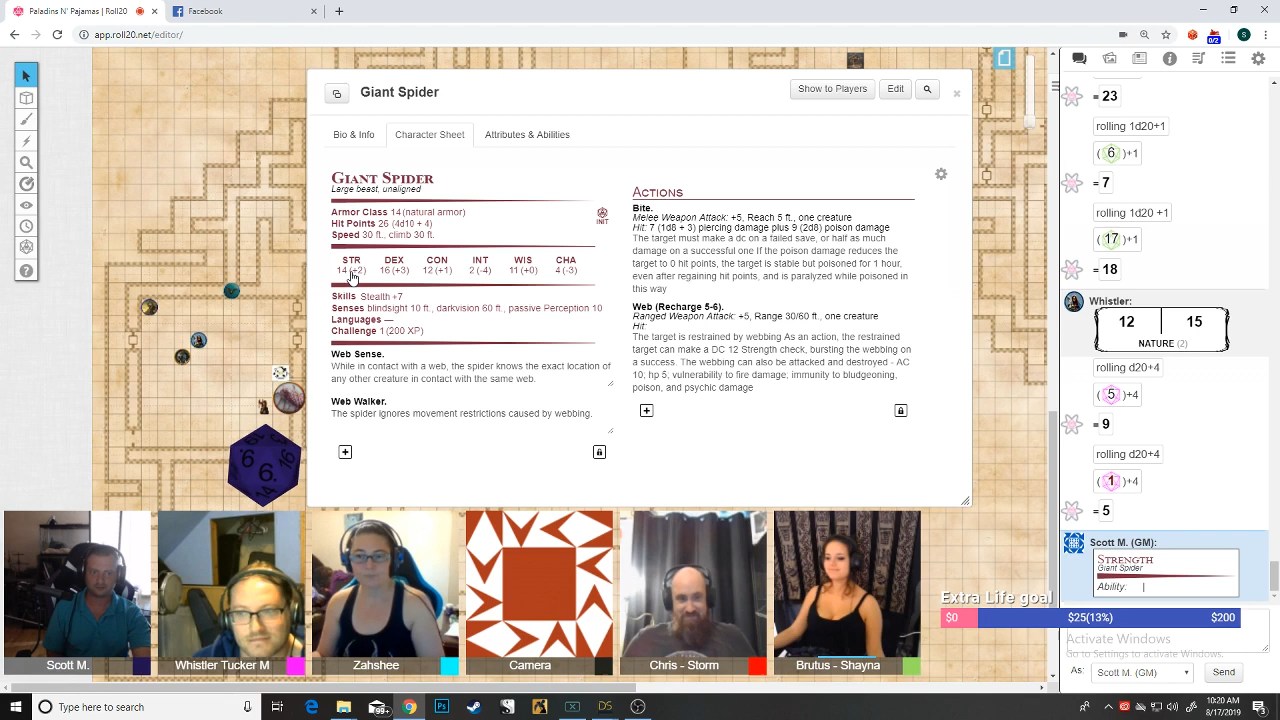 Paladins N' Pajamas | Roll20
Facebook
app.roll20.net/editor/
0/2
S
Giant Spider
Show to Players
Edit
Bio & Info
Character Sheet
Attributes & Abilities
GIANT SPIDER
Large beast, unaligned
Armor Class 14 (natural armor)
Hit Points 26 (4d10 + 4)
Speed 30 ft., climb 30 ft.
INIT
STR DEX CON INT WIS CHA
14 (+2) 16 (+3) 12 (+1) 2 (-4) 11 (+0) 4 (-3)
Skills Stealth +7
Senses blindsight 10 ft., darkvision 60 ft., passive Perception 10
Languages —
Challenge 1 (200 XP)
Web Sense.
While in contact with a web, the spider knows the exact location of
any other creature in contact with the same web.
Web Walker.
The spider ignores movement restrictions caused by webbing.
ACTIONS
Bite.
Melee Weapon Attack: +5, Reach 5 ft., one creature
Hit: 7 (1d8 + 3) piercing damage plus 9 (2d8) poison damage
The target must make a dc on a failed save, or half as much
damage on a successful one If the poison damage reduces the
target to 0 hit points, the target is stable but poisoned for 1 hour,
even after regaining hit points, and is paralyzed while poisoned in
this way
Web (Recharge 5-6).
Ranged Weapon Attack: +5, Range 30/60 ft., one creature
Hit:
The target is restrained by webbing As an action, the restrained
target can make a DC 12 Strength check, bursting the webbing on
a success. The webbing can also be attacked and destroyed - AC
10; hp 5; vulnerability to fire damage; immunity to bludgeoning,
poison, and psychic damage
= 23
rolling 1d20+1
(6)+1
= 7
rolling 1d20 +1
(17)+1
= 18
Whistler:
12 15
NATURE (2)
rolling d20+4
(5)+4
= 9
rolling d20+4
(1)+4
= 5
Scott M. (GM):
STRENGTH
Giant Spider
Ability:
Extra Life goal
$0 $25(13%) $200
Activate Windows
Go to Settings to activate Windows.
As: Scott M. (GM)
Send
6 6. 16 14
Scott M.
Whistler Tucker M
Zahshee
Camera
Chris - Storm
Brutus - Shayna
Type here to search
99+
Ps
DS
10:20 AM
8/17/2019